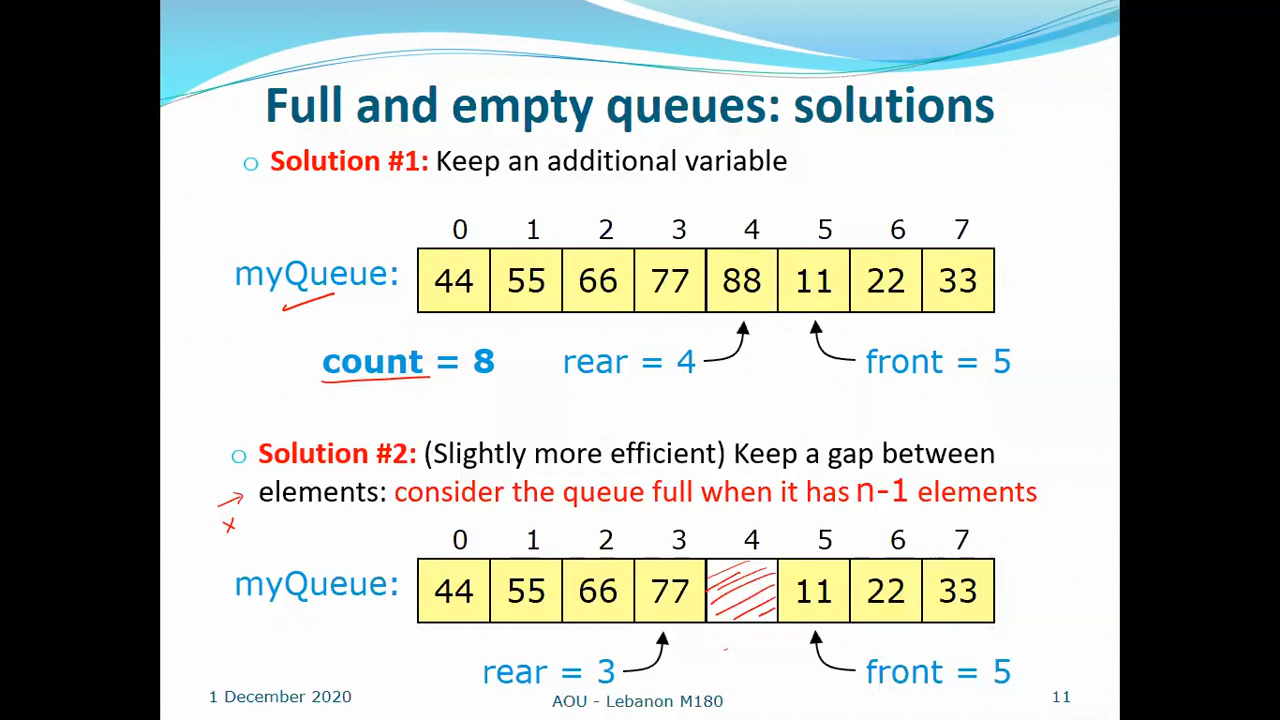 Full and empty queues: solutions
o Solution #1: Keep an additional variable
0 1 2 3 4 5 6 7
myQueue: 44 55 66 77 88 11 22 33
count = 8 rear = 4 front = 5
o Solution #2: (Slightly more efficient) Keep a gap between
elements: consider the queue full when it has n-1 elements
0 1 2 3 4 5 6 7
myQueue: 44 55 66 77 11 22 33
rear = 3 front = 5
1 December 2020 AOU - Lebanon M180 11